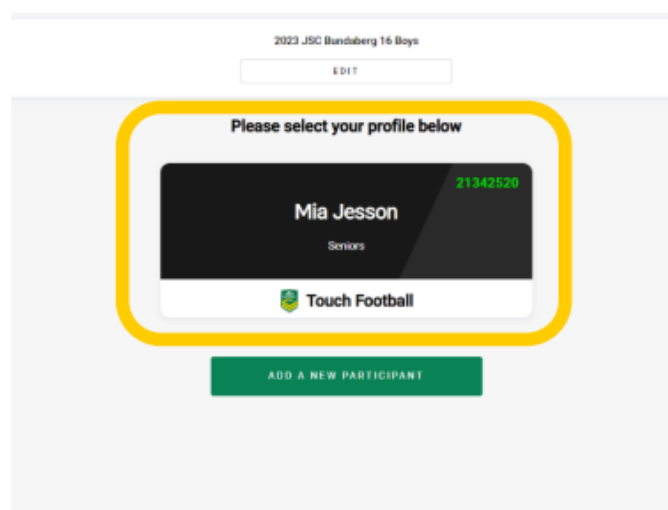 2023 JSC Bundaberg 16 Boys
EDIT
Please select your profile below
21342520
Mia Jesson
Seniors
Touch Football
ADD A NEW PARTICIPANT